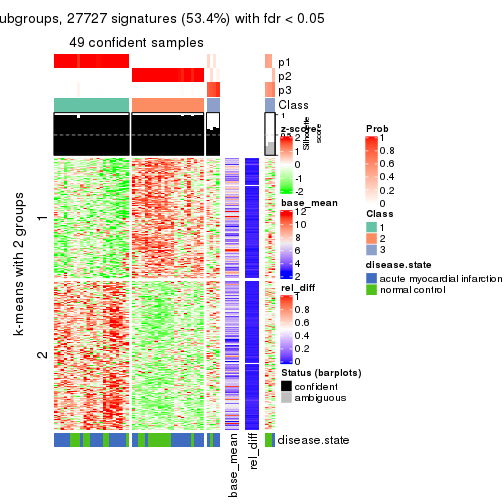 ubgroups, 27727 signatures (53.4%) with fdr < 0.05
49 confident samples
p1
p2
p3
Class
1
Silhouette
score
k-means with 2 groups
1
2
disease.state
base_mean
rel_diff
z-score
2
1
0
-1
-2
base_mean
12
10
8
6
4
2
rel_diff
1
0.8
0.6
0.4
0.2
0
Status (barplots)
confident
ambiguous
Prob
1
0.8
0.6
0.4
0.2
0
Class
1
2
3
disease.state
acute myocardial infarction
normal control